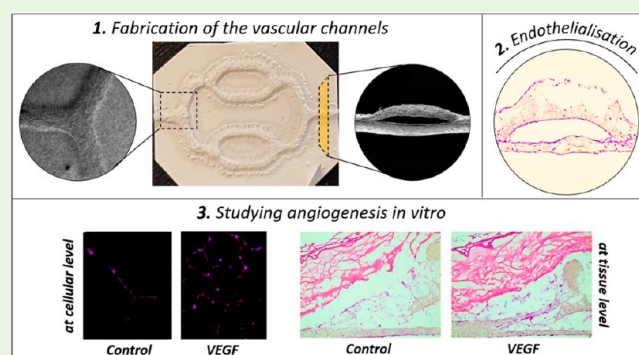 1. Fabrication of the vascular channels
2. Endothelialisation
3. Studying angiogenesis in vitro
at cellular level
Control
VEGF
Control
VEGF
at tissue level